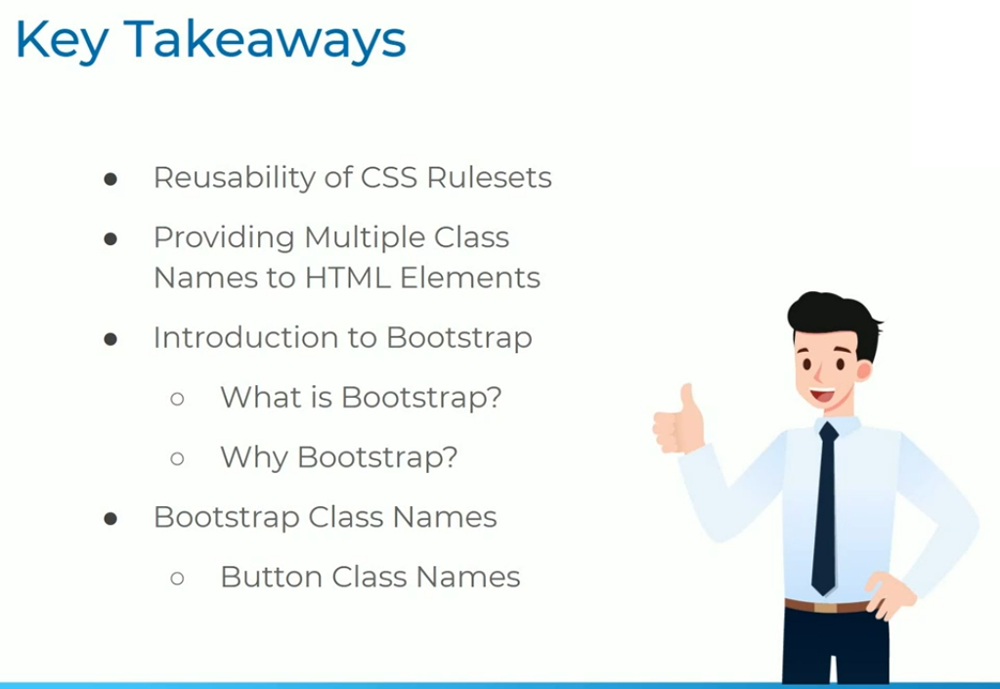 Key Takeaways
● Reusability of CSS Rulesets
● Providing Multiple Class
Names to HTML Elements
● Introduction to Bootstrap
○ What is Bootstrap?
○ Why Bootstrap?
● Bootstrap Class Names
○ Button Class Names